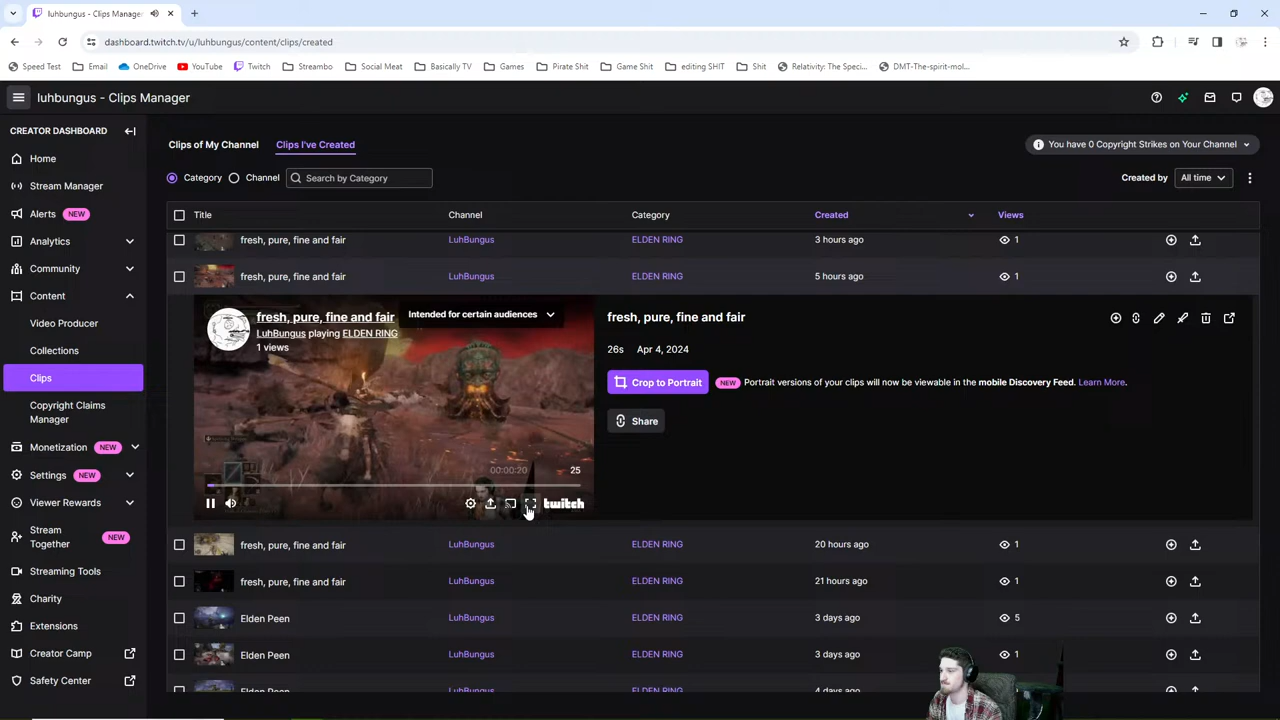 luhbungus - Clips Manager
dashboard.twitch.tv/u/luhbungus/content/clips/created
Speed Test Email OneDrive YouTube Twitch Streambo Social Meat Basically TV Games Pirate Shit Game Shit editing SHIT Shit Relativity: The Speci... DMT-The-spirit-mol...
luhbungus - Clips Manager
CREATOR DASHBOARD
Home
Stream Manager
Alerts NEW
Analytics
Community
Content
Video Producer
Collections
Clips
Copyright Claims
Manager
Monetization NEW
Settings NEW
Viewer Rewards
Stream
Together NEW
Streaming Tools
Charity
Extensions
Creator Camp
Safety Center
Clips of My Channel Clips I've Created
You have 0 Copyright Strikes on Your Channel
Category Channel Search by Category
Created by All time
Title Channel Category Created Views
fresh, pure, fine and fair LuhBungus ELDEN RING 3 hours ago 1
fresh, pure, fine and fair LuhBungus ELDEN RING 5 hours ago 1
fresh, pure, fine and fair
LuhBungus playing ELDEN RING
1 views
Intended for certain audiences
00:00:20 25
twitch
fresh, pure, fine and fair
26s Apr 4, 2024
Crop to Portrait NEW Portrait versions of your clips will now be viewable in the mobile Discovery Feed. Learn More.
Share
fresh, pure, fine and fair LuhBungus ELDEN RING 20 hours ago 1
fresh, pure, fine and fair LuhBungus ELDEN RING 21 hours ago 1
Elden Peen LuhBungus ELDEN RING 3 days ago 5
Elden Peen LuhBungus ELDEN RING 3 days ago 1
Elden Peen LuhBungus ELDEN RING 4 days ago